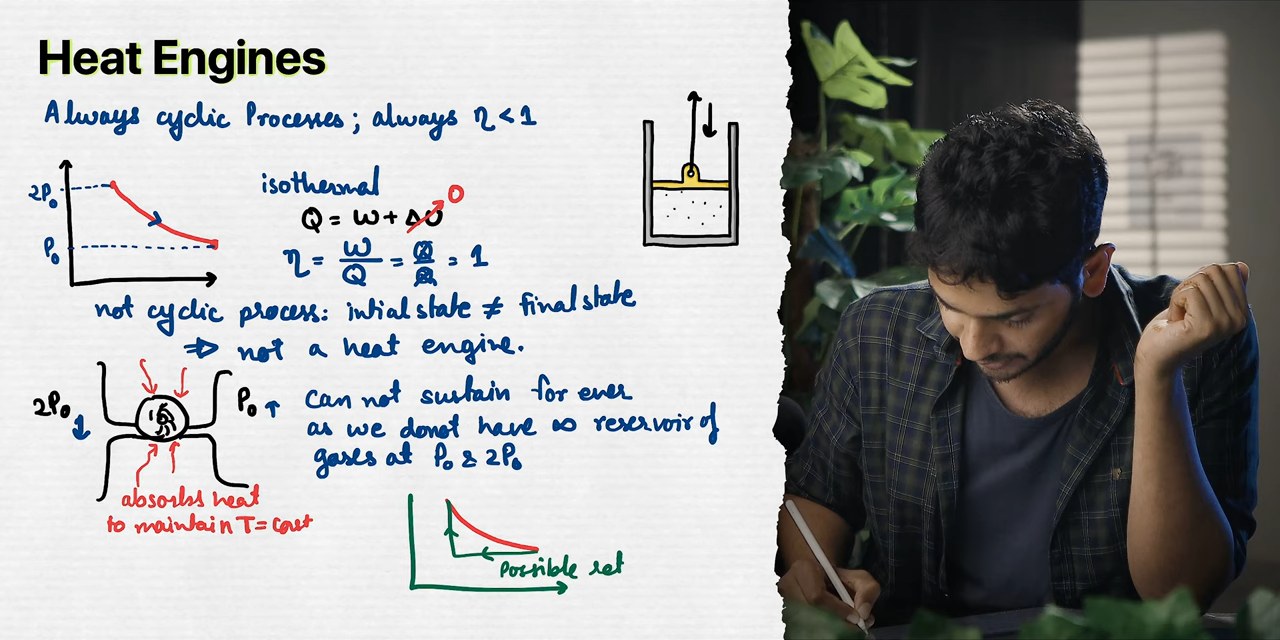 Heat Engines
Always cyclic Processes; always η < 1
2P₀
P₀
isothermal
Q = W + ΔU 0
η = W/Q = Q/Q = 1
not cyclic process: intial state ≠ final state
⇒ not a heat engine.
2P₀ ↓
P₀ ↑
can not sustain for ever
as we donot have ∞ reservoir of
gases at P₀ & 2P₀
absorbs heat
to maintain T = const
Possible ret